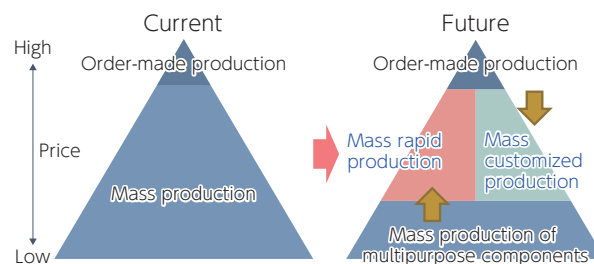 Current
Future
High
Order-made production
Order-made production
Price
Mass rapid
production
Mass
customized
production
Mass production
Low
Mass production of
multipurpose components